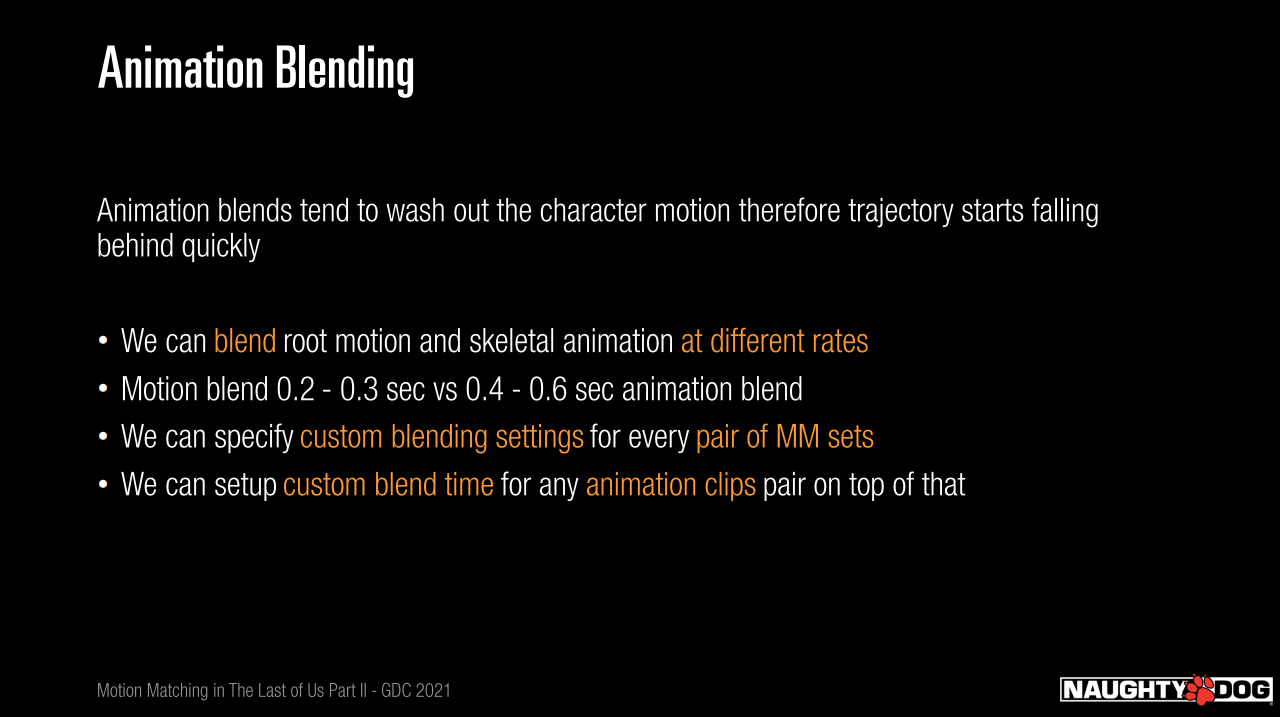 Animation Blending
Animation blends tend to wash out the character motion therefore trajectory starts falling
behind quickly
• We can blend root motion and skeletal animation at different rates
• Motion blend 0.2 - 0.3 sec vs 0.4 - 0.6 sec animation blend
• We can specify custom blending settings for every pair of MM sets
• We can setup custom blend time for any animation clips pair on top of that
Motion Matching in The Last of Us Part II - GDC 2021
NAUGHTY DOG